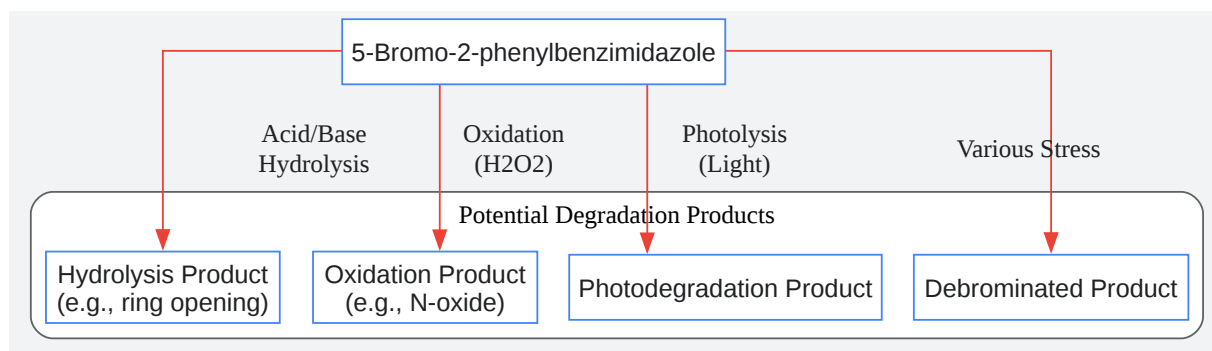 5-Bromo-2-phenylbenzimidazole
Acid/Base
Hydrolysis
Oxidation
(H2O2)
Photolysis
(Light)
Various Stress
Potential Degradation Products
Hydrolysis Product
(e.g., ring opening)
Oxidation Product
(e.g., N-oxide)
Photodegradation Product
Debrominated Product